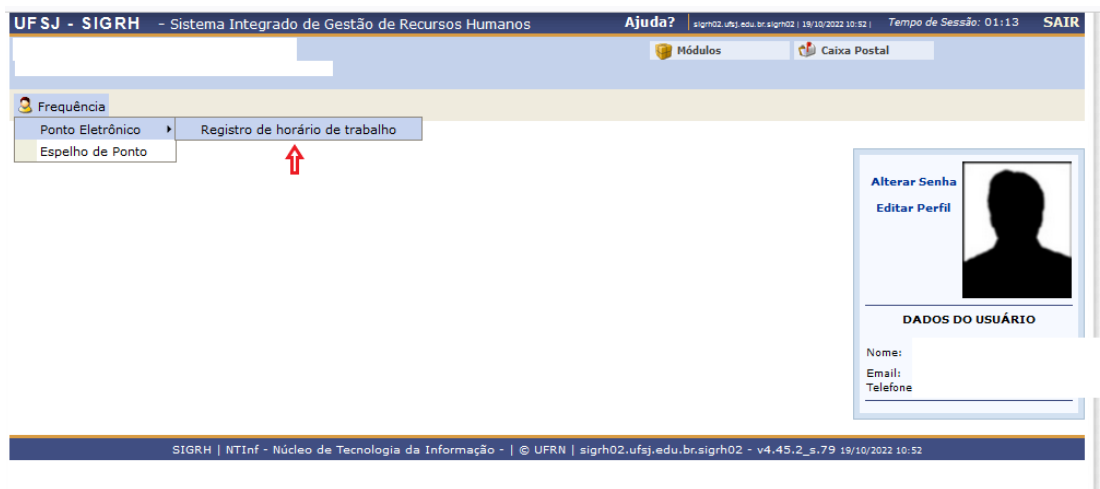 UFSJ - SIGRH - Sistema Integrado de Gestão de Recursos Humanos Ajuda? sigrh02.ufsj.edu.br.sigrh02 | 19/10/2022 10:52 | Tempo de Sessão: 01:13 SAIR
Módulos Caixa Postal
Frequência
Ponto Eletrônico Registro de horário de trabalho
Espelho de Ponto
Alterar Senha
Editar Perfil
DADOS DO USUÁRIO
Nome:
Email:
Telefone
SIGRH | NTInf - Núcleo de Tecnologia da Informação - | © UFRN | sigrh02.ufsj.edu.br.sigrh02 - v4.45.2_s.79 19/10/2022 10:52